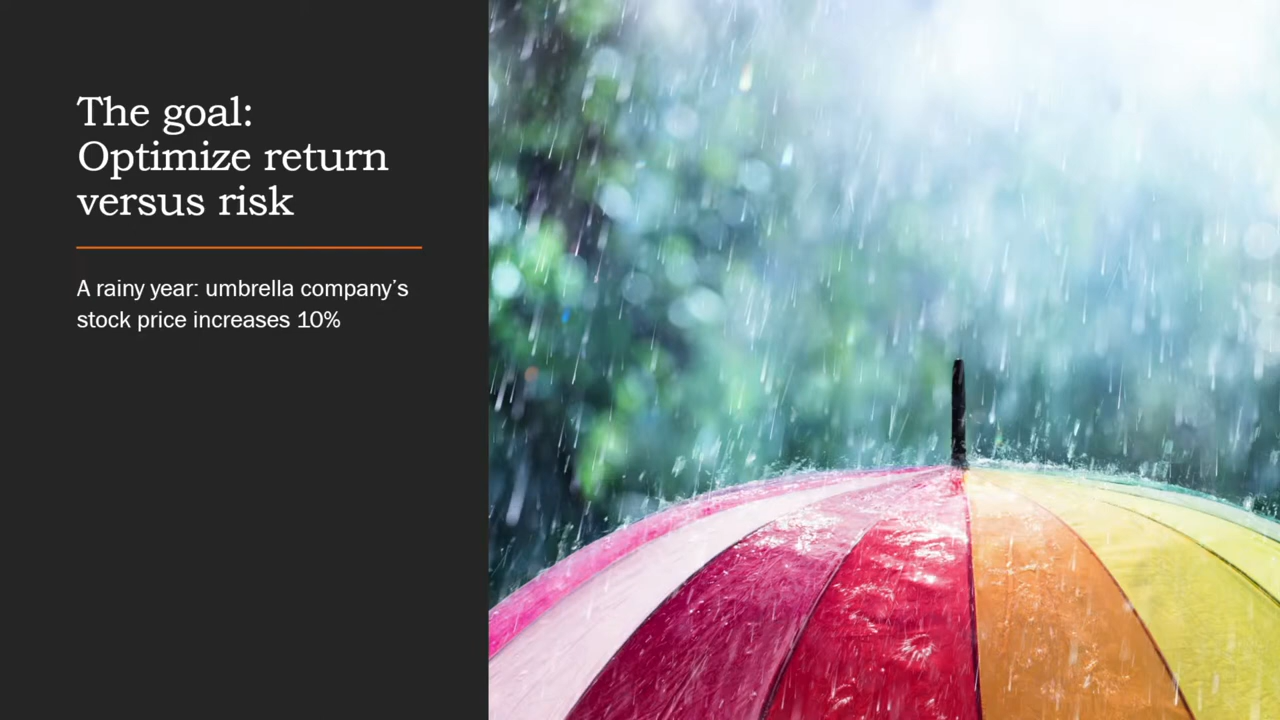 The goal:
Optimize return
versus risk
A rainy year: umbrella company’s
stock price increases 10%